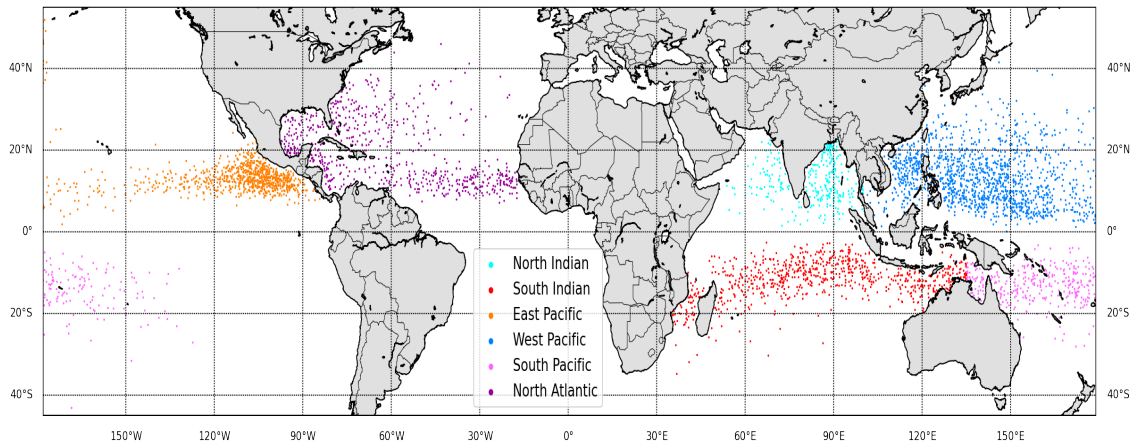 40°N 40°N
20°N 20°N
0° 0°
North Indian
South Indian
East Pacific
20°S 20°S
West Pacific
South Pacific
North Atlantic
40°S 40°S
150°W 120°W 90°W 60°W 30°W 0° 30°E 60°E 90°E 120°E 150°E